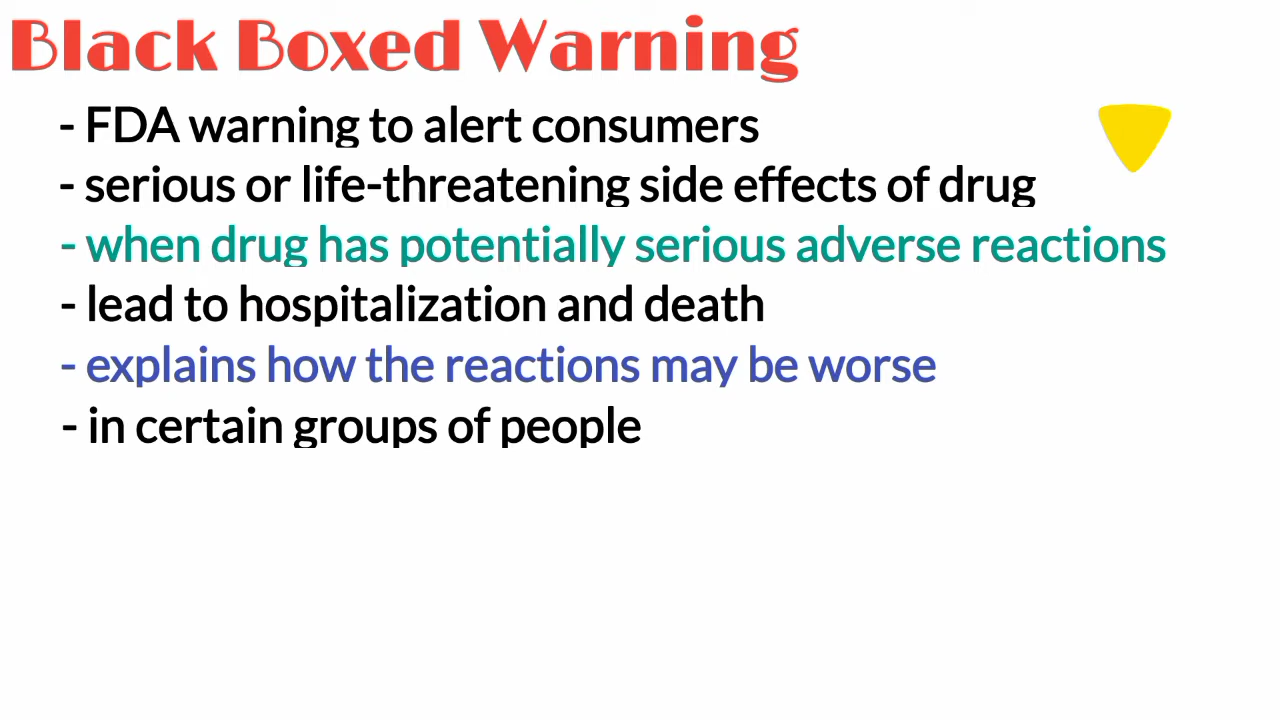 Black Boxed Warning
- FDA warning to alert consumers
- serious or life-threatening side effects of drug
- when drug has potentially serious adverse reactions
- lead to hospitalization and death
- explains how the reactions may be worse
- in certain groups of people